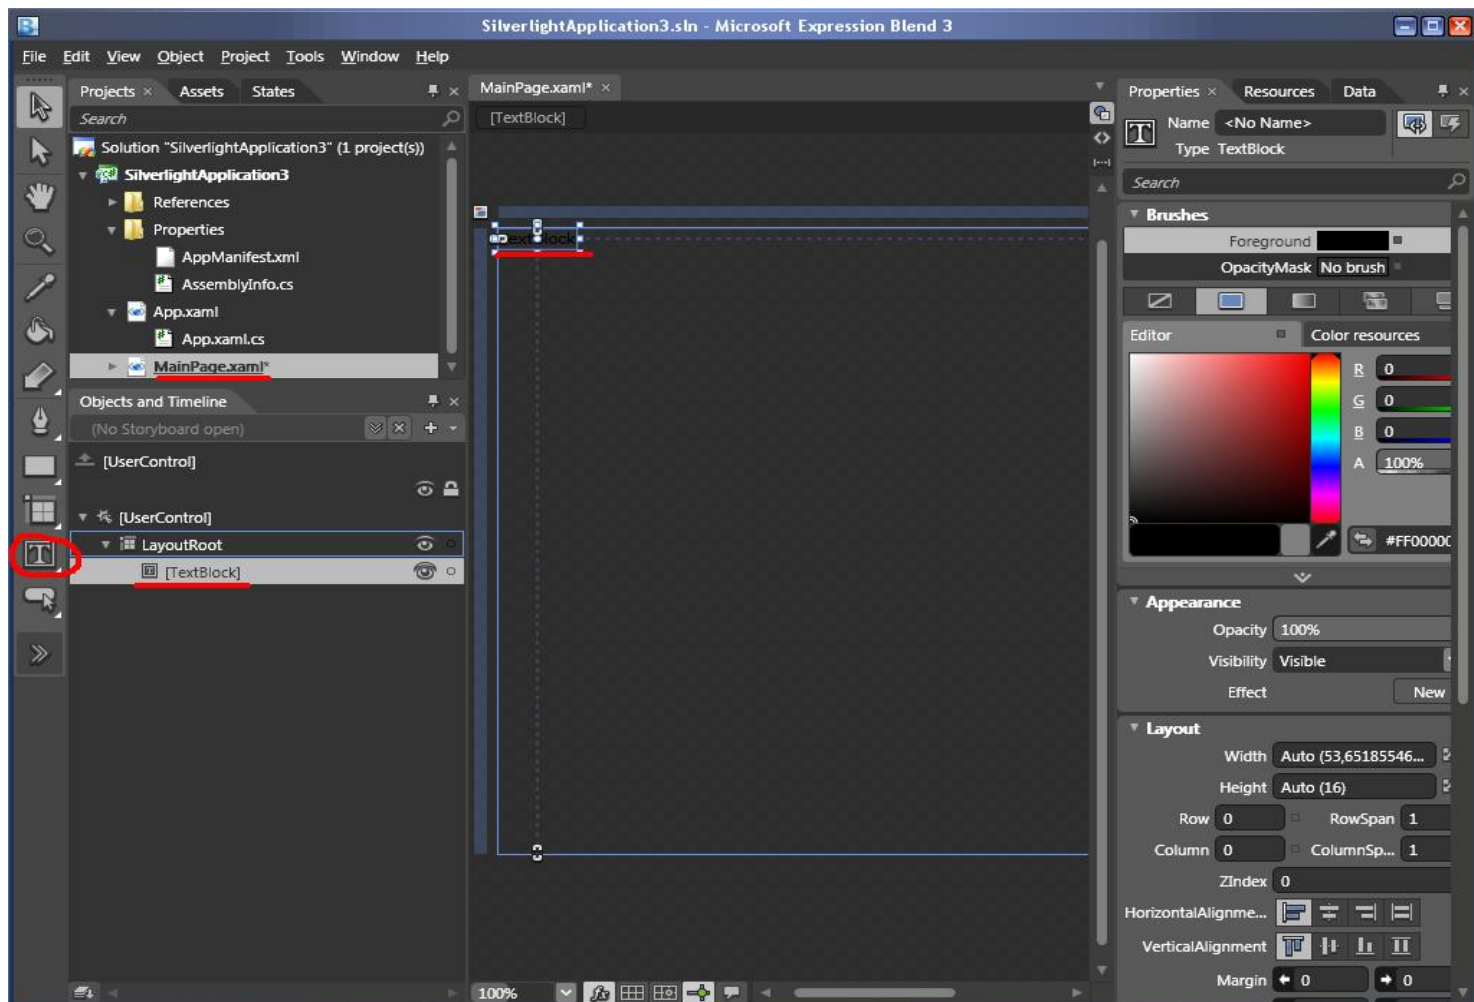 SilverlightApplication3.sln - Microsoft Expression Blend 3
File Edit View Object Project Tools Window Help
Projects Assets States
Search
Solution "SilverlightApplication3" (1 project(s))
SilverlightApplication3
References
Properties
AppManifest.xml
AssemblyInfo.cs
App.xaml
App.xaml.cs
MainPage.xaml*
Objects and Timeline
(No Storyboard open)
[UserControl]
[UserControl]
LayoutRoot
[TextBlock]
MainPage.xaml*
[TextBlock]
TextBlock
100%
Properties Resources Data
Name <No Name>
Type TextBlock
Search
Brushes
Foreground
OpacityMask No brush
Editor Color resources
R 0
G 0
B 0
A 100%
#FF00000
Appearance
Opacity 100%
Visibility Visible
Effect New
Layout
Width Auto (53,65185546...
Height Auto (16)
Row 0 RowSpan 1
Column 0 ColumnSp... 1
ZIndex 0
HorizontalAlignme...
VerticalAlignment
Margin 0 0